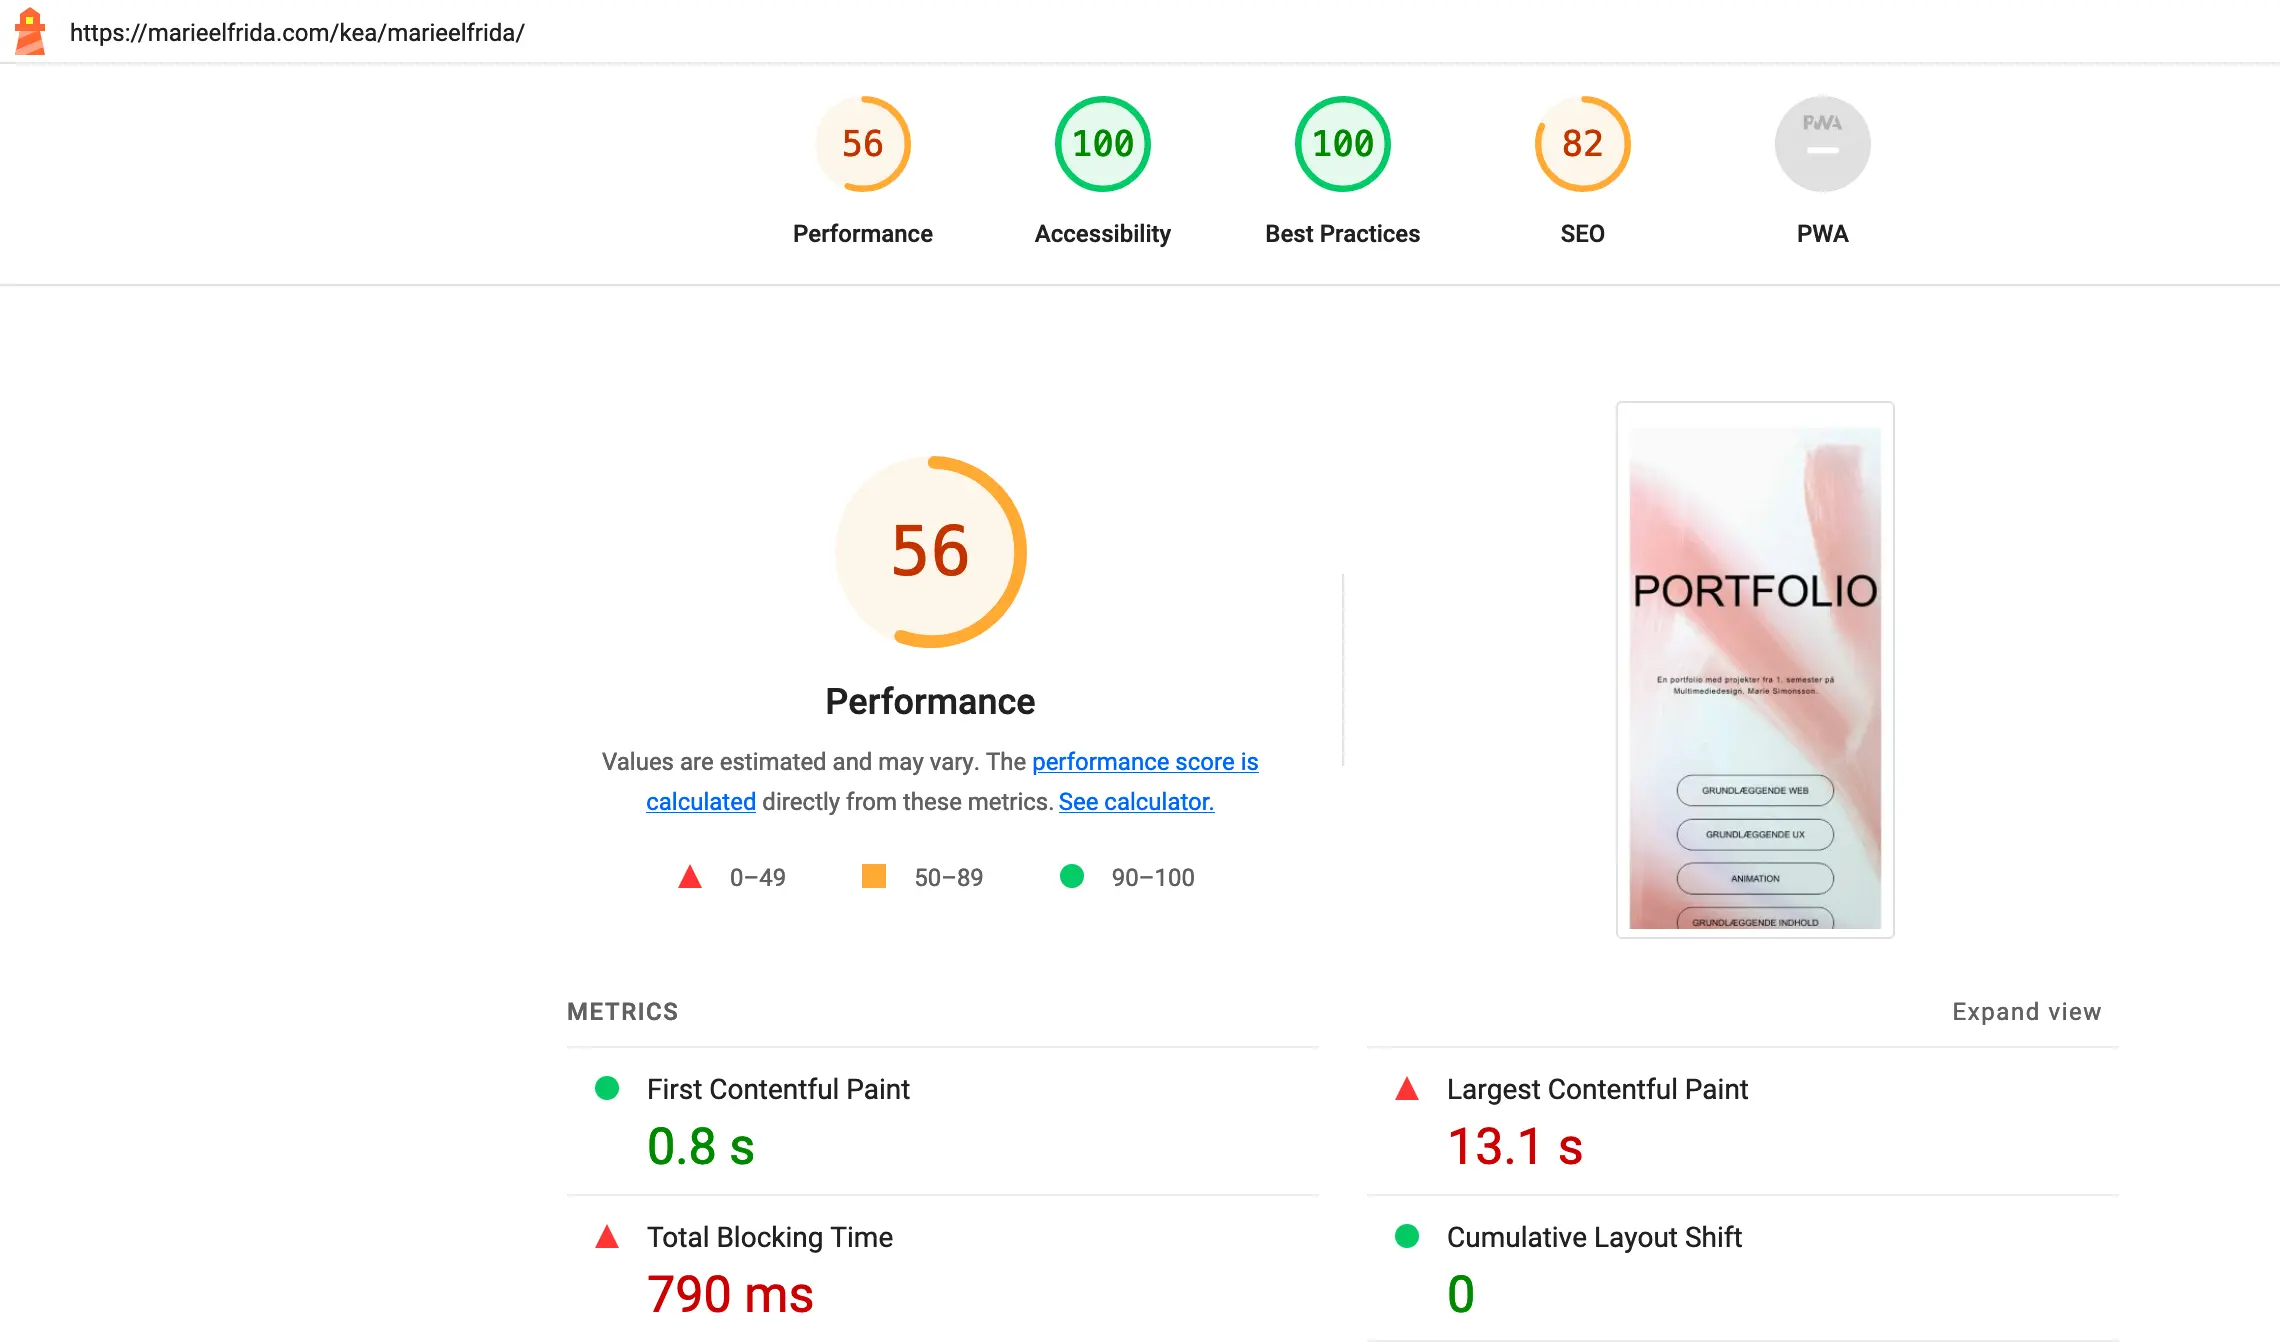 https://marieelfrida.com/kea/marieelfrida/
56
100
100
82
PWA
Performance
Accessibility
Best Practices
SEO
PWA
56
Performance
Values are estimated and may vary. The performance score is
calculated directly from these metrics. See calculator.
0–49
50–89
90–100
PORTFOLIO
En portfolio med projekter fra 1. semester på
Multimediedesign, Marie Simonsson.
GRUNDLÆGGENDE WEB
GRUNDLÆGGENDE UX
ANIMATION
GRUNDLÆGGENDE INDHOLD
METRICS
Expand view
First Contentful Paint
0.8 s
Largest Contentful Paint
13.1 s
Total Blocking Time
790 ms
Cumulative Layout Shift
0